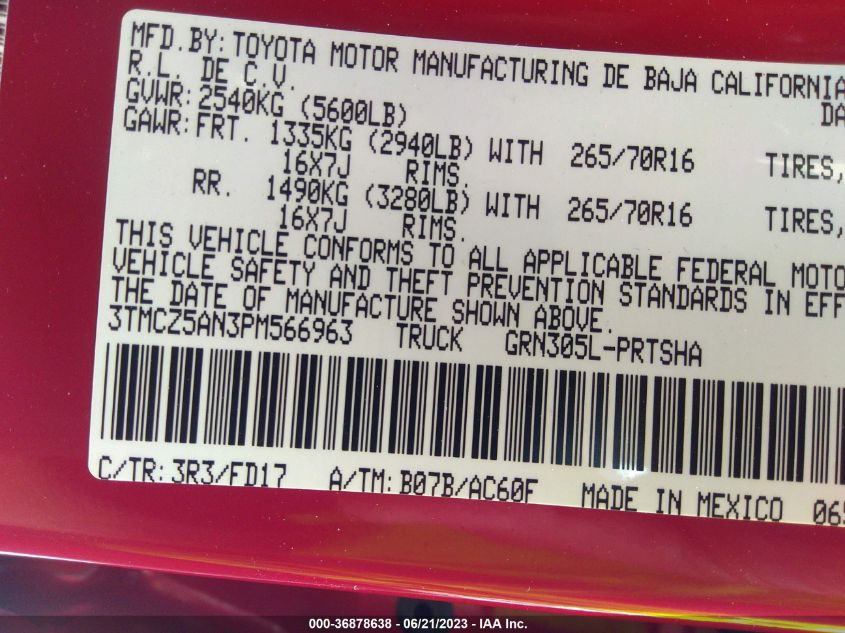 MFD.BY: TOYOTA MOTOR MANUFACTURING DE BAJA CALIFORNIA
R.L. DE C.V.
GVWR: 2540KG (5600LB) DA
GAWR: FRT. 1335KG (2940LB) WITH 265/70R16 TIRES,
16X7J RIMS.
RR. 1490KG (3280LB) WITH 265/70R16 TIRES,
16X7J RIMS.
THIS VEHICLE CONFORMS TO ALL APPLICABLE FEDERAL MOTO
VEHICLE SAFETY AND THEFT PREVENTION STANDARDS IN EFF
THE DATE OF MANUFACTURE SHOWN ABOVE.
3TMCZ5AN3PM566963 TRUCK GRN305L-PRTSHA
C/TR: 3R3/FD17 A/TM: B07B/AC60F MADE IN MEXICO 065
000-36878638 - 06/21/2023 - IAA Inc.